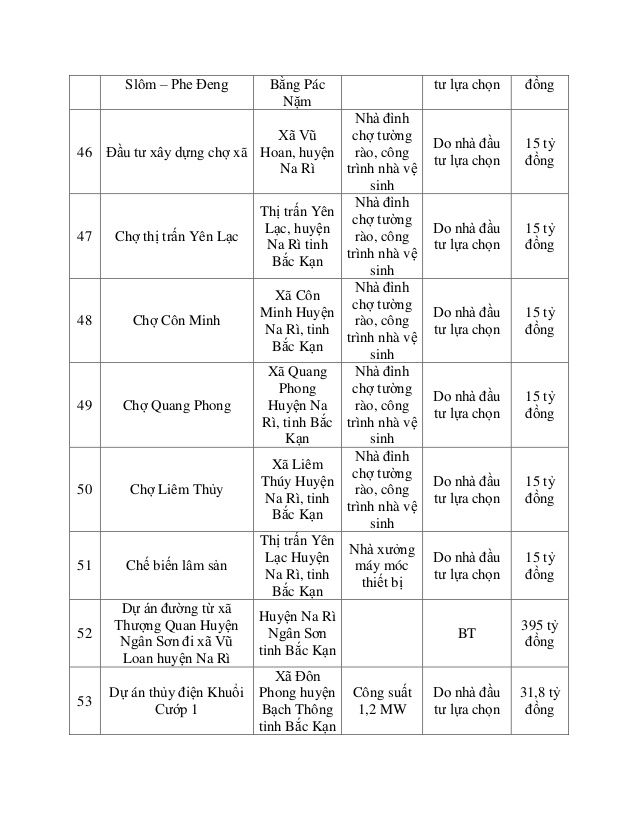 Slôm – Phe Đeng
Bằng Pác
Nặm
tư lựa chọn
đồng
46
Đầu tư xây dựng chợ xã
Xã Vũ
Hoan, huyện
Na Rì
Nhà đình
chợ tường
rào, công
trình nhà vệ
sinh
Do nhà đầu
tư lựa chọn
15 tỷ
đồng
47
Chợ thị trấn Yên Lạc
Thị trấn Yên
Lạc, huyện
Na Rì tỉnh
Bắc Kạn
Nhà đình
chợ tường
rào, công
trình nhà vệ
sinh
Do nhà đầu
tư lựa chọn
15 tỷ
đồng
48
Chợ Côn Minh
Xã Côn
Minh Huyện
Na Rì, tỉnh
Bắc Kạn
Nhà đình
chợ tường
rào, công
trình nhà vệ
sinh
Do nhà đầu
tư lựa chọn
15 tỷ
đồng
49
Chợ Quang Phong
Xã Quang
Phong
Huyện Na
Rì, tỉnh Bắc
Kạn
Nhà đình
chợ tường
rào, công
trình nhà vệ
sinh
Do nhà đầu
tư lựa chọn
15 tỷ
đồng
50
Chợ Liêm Thủy
Xã Liêm
Thúy Huyện
Na Rì, tỉnh
Bắc Kạn
Nhà đình
chợ tường
rào, công
trình nhà vệ
sinh
Do nhà đầu
tư lựa chọn
15 tỷ
đồng
51
Chế biến lâm sản
Thị trấn Yên
Lạc Huyện
Na Rì, tỉnh
Bắc Kạn
Nhà xưởng
máy móc
thiết bị
Do nhà đầu
tư lựa chọn
15 tỷ
đồng
52
Dự án đường từ xã
Thượng Quan Huyện
Ngân Sơn đi xã Vũ
Loan huyện Na Rì
Huyện Na Rì
Ngân Sơn
tỉnh Bắc Kạn
BT
395 tỷ
đồng
53
Dự án thủy điện Khuổi
Cướp 1
Xã Đôn
Phong huyện
Bạch Thông
tỉnh Bắc Kạn
Công suất
1,2 MW
Do nhà đầu
tư lựa chọn
31,8 tỷ
đồng